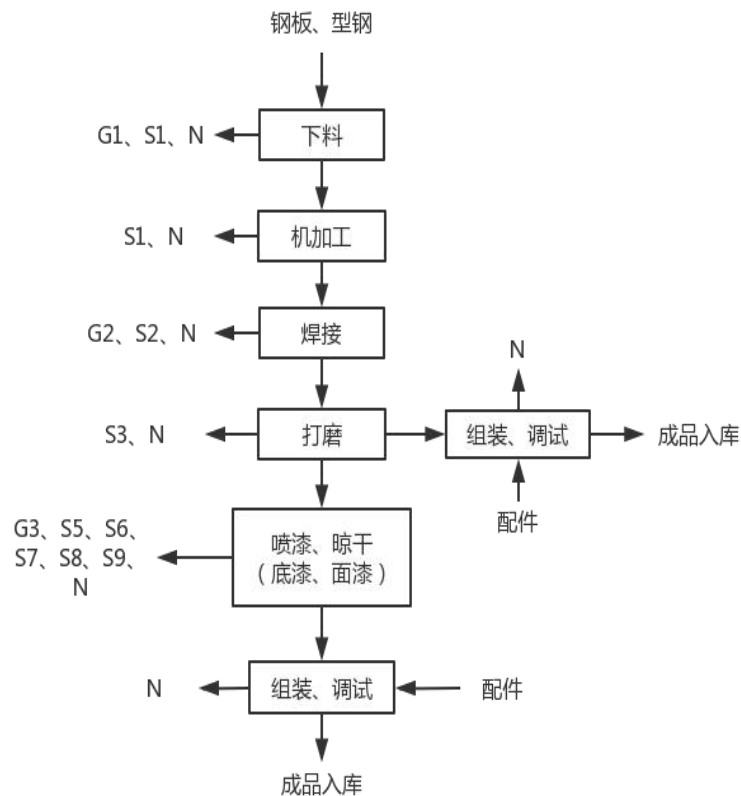 钢板、型钢
G1、S1、N
下料
S1、N
机加工
G2、S2、N
焊接
N
S3、N
打磨
组装、调试
成品入库
配件
G3、S5、S6、
S7、S8、S9、
N
喷漆、晾干
（底漆、面漆）
N
组装、调试
配件
成品入库